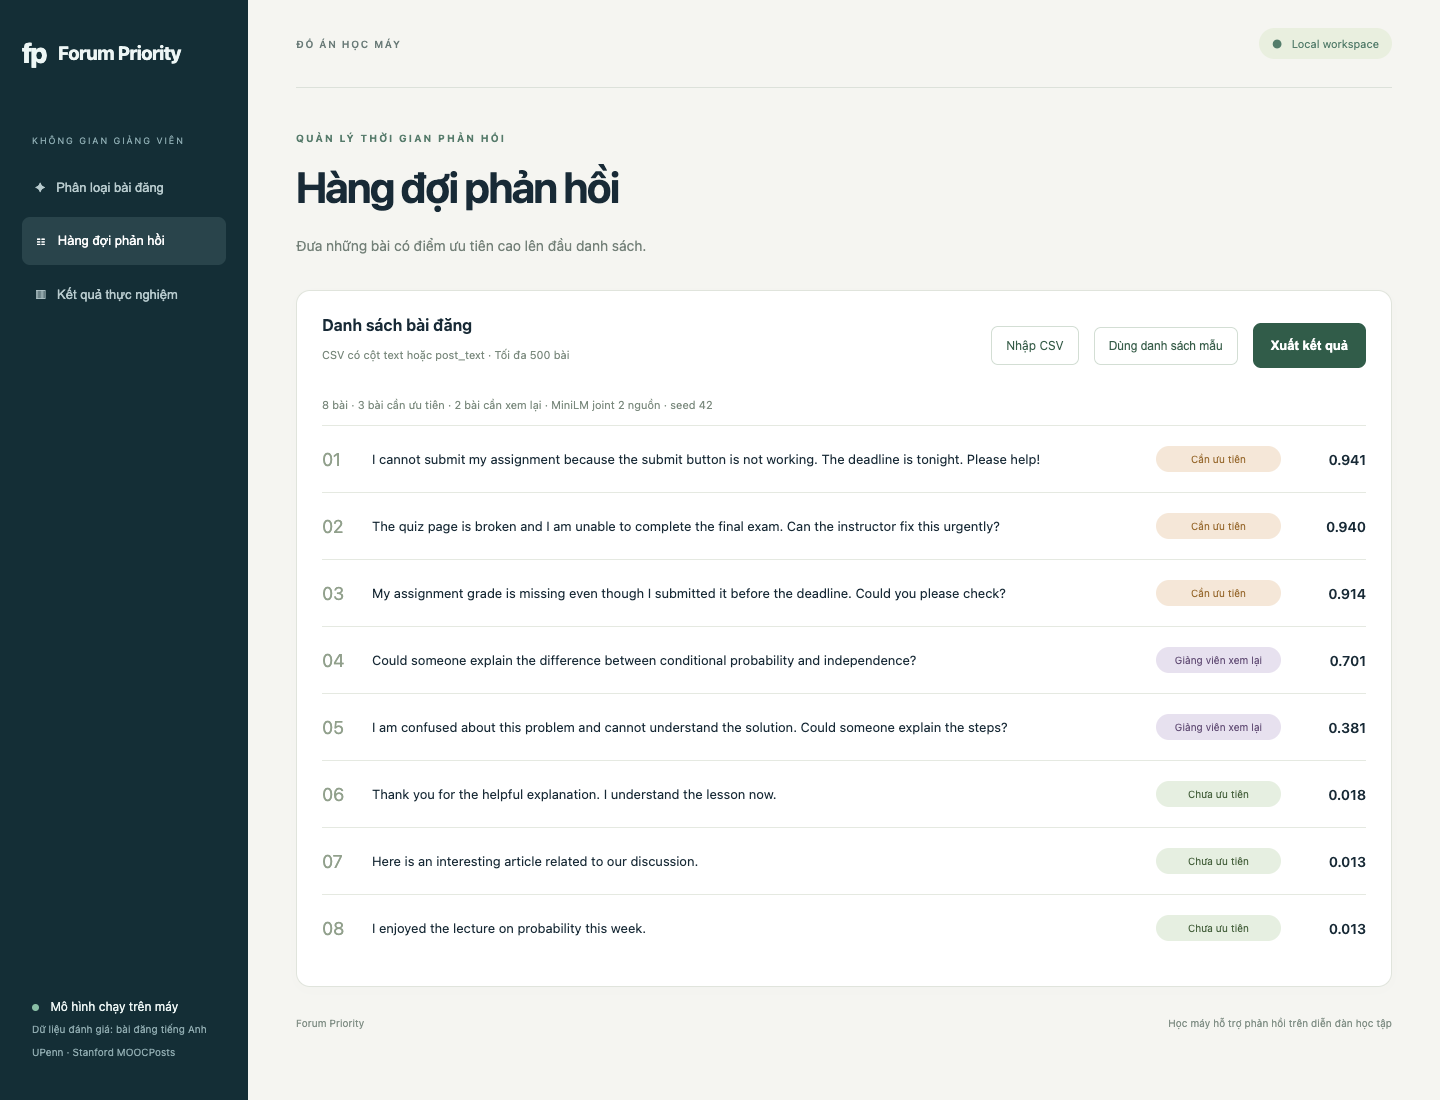 fp Forum Priority
KHÔNG GIAN GIẢNG VIÊN
Phân loại bài đăng
Hàng đợi phản hồi
Kết quả thực nghiệm
Mô hình chạy trên máy
Dữ liệu đánh giá: bài đăng tiếng Anh
UPenn · Stanford MOOCPosts
ĐỒ ÁN HỌC MÁY
Local workspace
QUẢN LÝ THỜI GIAN PHẢN HỒI
Hàng đợi phản hồi
Đưa những bài có điểm ưu tiên cao lên đầu danh sách.
Danh sách bài đăng
CSV có cột text hoặc post_text · Tối đa 500 bài
Nhập CSV
Dùng danh sách mẫu
Xuất kết quả
8 bài · 3 bài cần ưu tiên · 2 bài cần xem lại · MiniLM joint 2 nguồn · seed 42
01 I cannot submit my assignment because the submit button is not working. The deadline is tonight. Please help! Cần ưu tiên 0.941
02 The quiz page is broken and I am unable to complete the final exam. Can the instructor fix this urgently? Cần ưu tiên 0.940
03 My assignment grade is missing even though I submitted it before the deadline. Could you please check? Cần ưu tiên 0.914
04 Could someone explain the difference between conditional probability and independence? Giảng viên xem lại 0.701
05 I am confused about this problem and cannot understand the solution. Could someone explain the steps? Giảng viên xem lại 0.381
06 Thank you for the helpful explanation. I understand the lesson now. Chưa ưu tiên 0.018
07 Here is an interesting article related to our discussion. Chưa ưu tiên 0.013
08 I enjoyed the lecture on probability this week. Chưa ưu tiên 0.013
Forum Priority
Học máy hỗ trợ phản hồi trên diễn đàn học tập